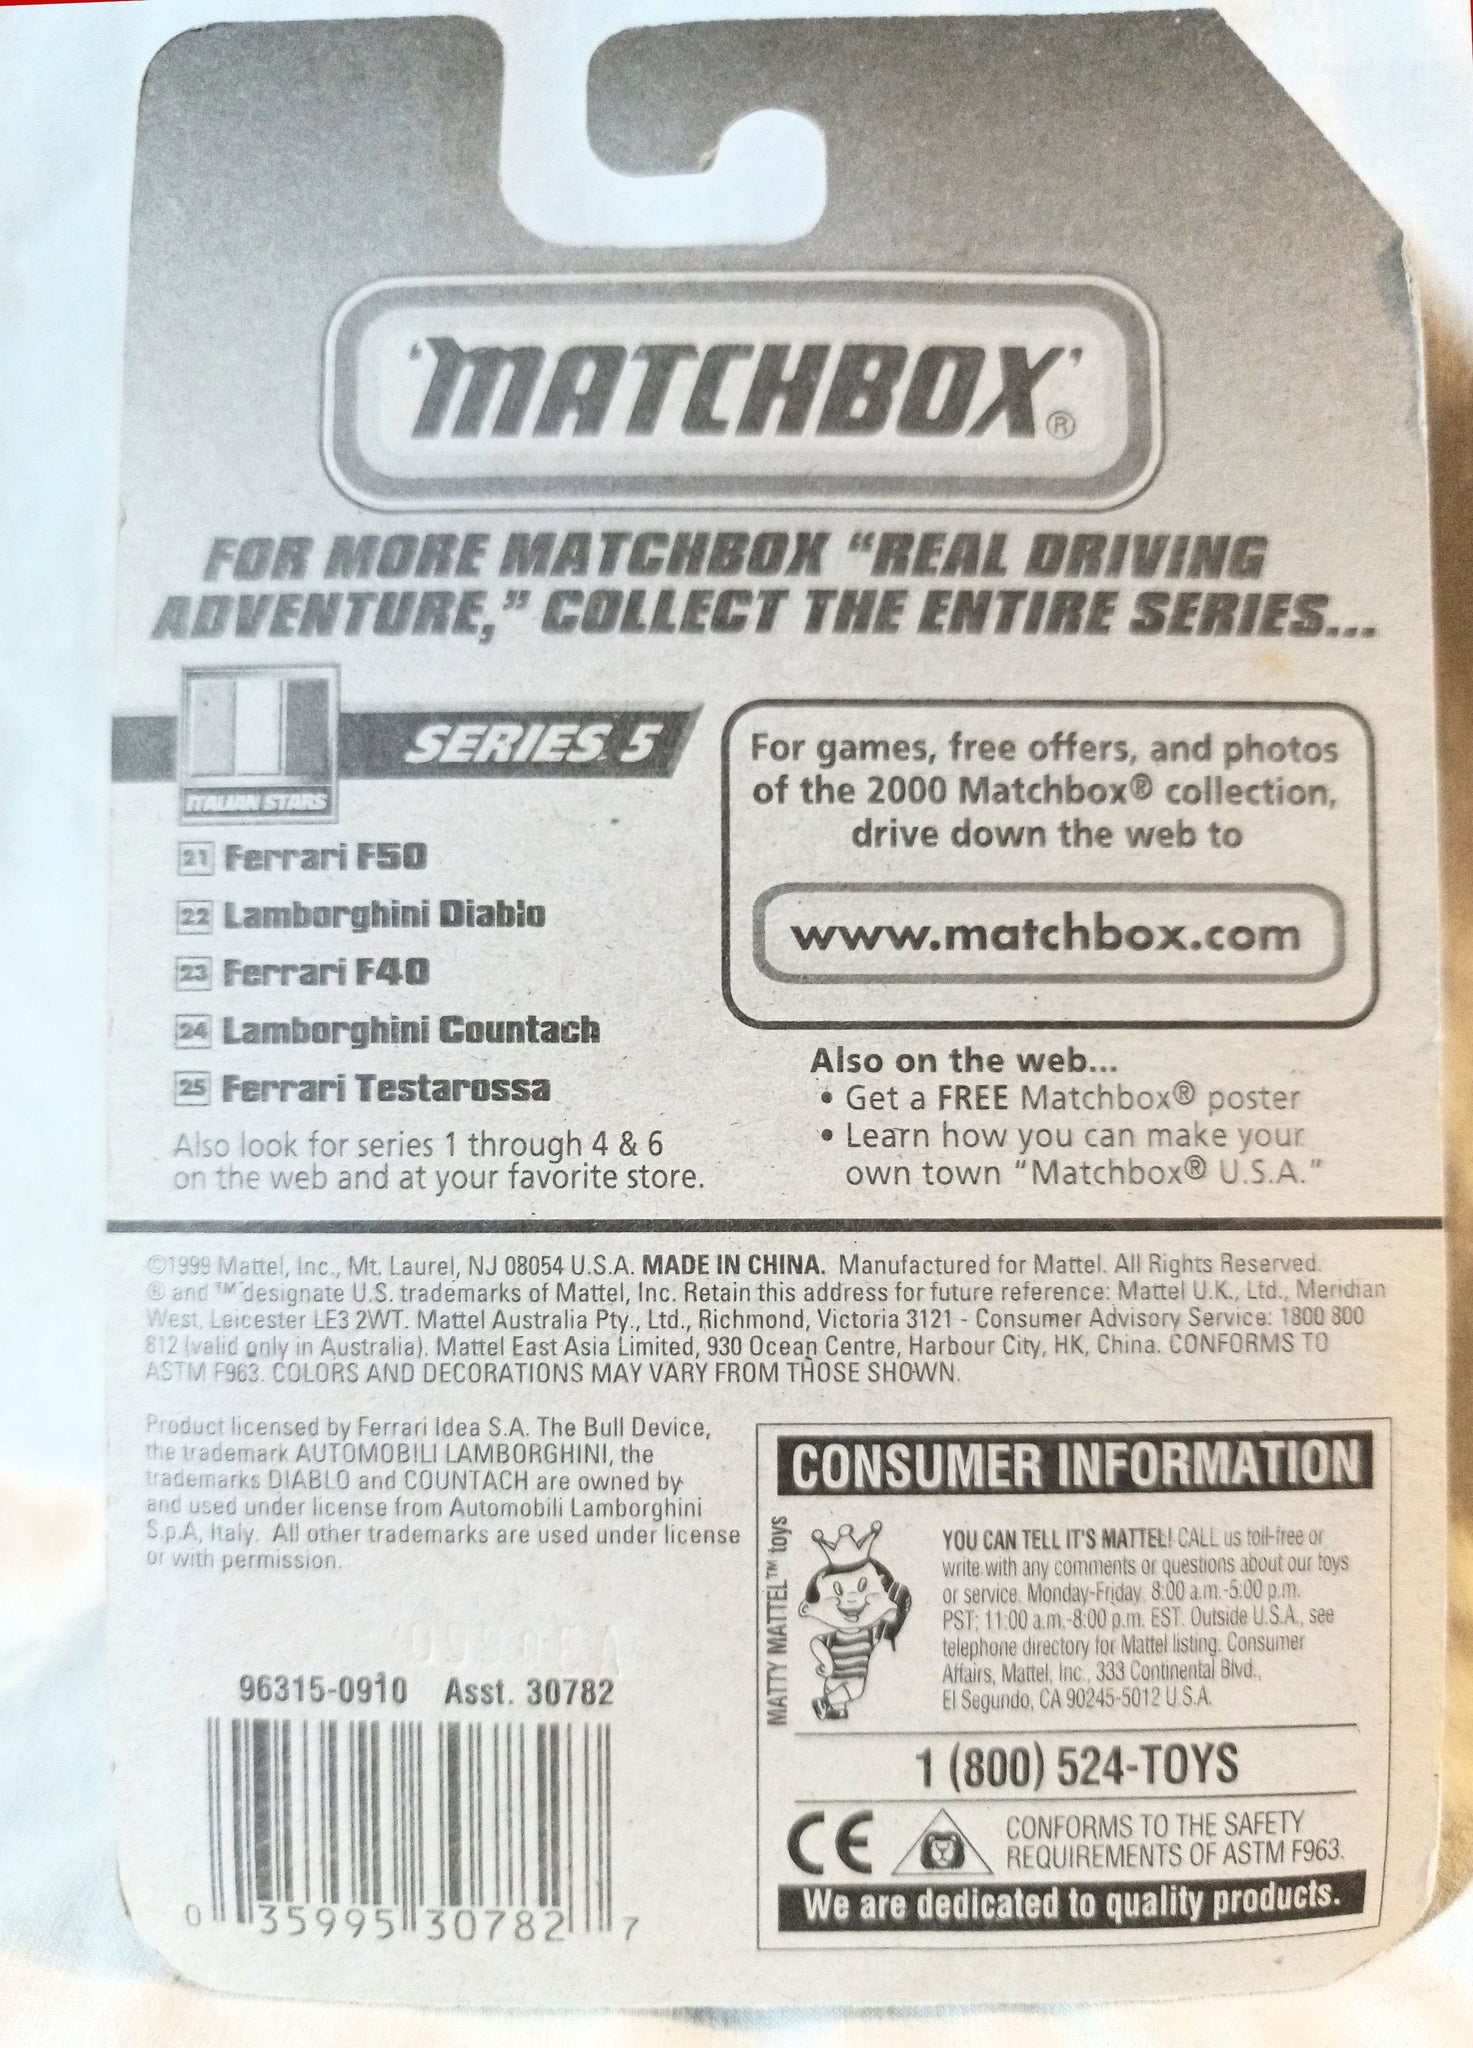 'MATCHBOX'®
FOR MORE MATCHBOX “REAL DRIVING
ADVENTURE,” COLLECT THE ENTIRE SERIES...
SERIES 5
ITALIAN STARS
21 Ferrari F50
22 Lamborghini Diablo
23 Ferrari F40
24 Lamborghini Countach
25 Ferrari Testarossa
Also look for series 1 through 4 & 6
on the web and at your favorite store.
For games, free offers, and photos
of the 2000 Matchbox® collection,
drive down the web to
www.matchbox.com
Also on the web...
• Get a FREE Matchbox® poster
• Learn how you can make your
own town “Matchbox® U.S.A.”
©1999 Mattel, Inc., Mt. Laurel, NJ 08054 U.S.A. MADE IN CHINA. Manufactured for Mattel. All Rights Reserved.
® and ™ designate U.S. trademarks of Mattel, Inc. Retain this address for future reference: Mattel U.K., Ltd., Meridian
West, Leicester LE3 2WT. Mattel Australia Pty., Ltd., Richmond, Victoria 3121 - Consumer Advisory Service: 1800 800
812 (valid only in Australia). Mattel East Asia Limited, 930 Ocean Centre, Harbour City, HK, China. CONFORMS TO
ASTM F963. COLORS AND DECORATIONS MAY VARY FROM THOSE SHOWN.
Product licensed by Ferrari Idea S.A. The Bull Device,
the trademark AUTOMOBILI LAMBORGHINI, the
trademarks DIABLO and COUNTACH are owned by
and used under license from Automobili Lamborghini
S.p.A, Italy. All other trademarks are used under license
or with permission.
96315-0910 Asst. 30782
0 35995 30782 7
CONSUMER INFORMATION
MATTY MATTEL™ toys
YOU CAN TELL IT'S MATTEL! CALL us toll-free or
write with any comments or questions about our toys
or service. Monday-Friday, 8:00 a.m.-5:00 p.m.
PST; 11:00 a.m.-8:00 p.m. EST. Outside U.S.A., see
telephone directory for Mattel listing. Consumer
Affairs, Mattel, Inc., 333 Continental Blvd.,
El Segundo, CA 90245-5012 U.S.A.
1 (800) 524-TOYS
CE
CONFORMS TO THE SAFETY
REQUIREMENTS OF ASTM F963.
We are dedicated to quality products.